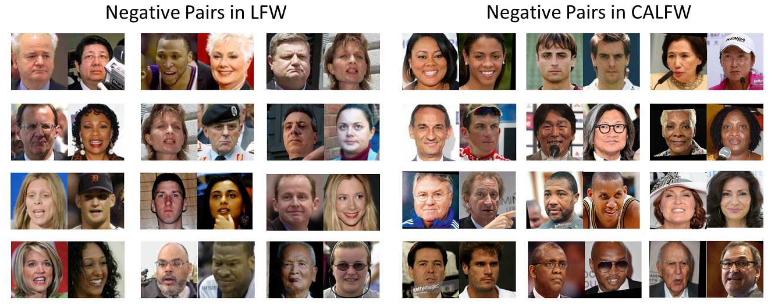 Negative Pairs in LFW
Negative Pairs in CALFW